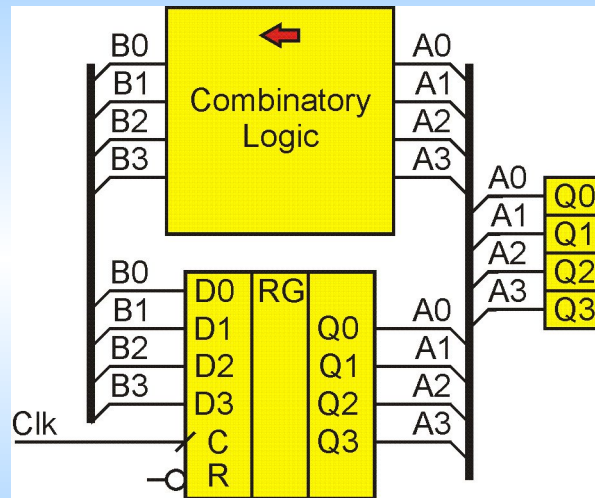 B0
B1
B2
B3
Combinatory
Logic
A0
A1
A2
A3
A0
A1
A2
A3
Q0
Q1
Q2
Q3
B0
B1
B2
B3
Clk
D0
D1
D2
D3
C
R
RG
Q0
Q1
Q2
Q3
A0
A1
A2
A3